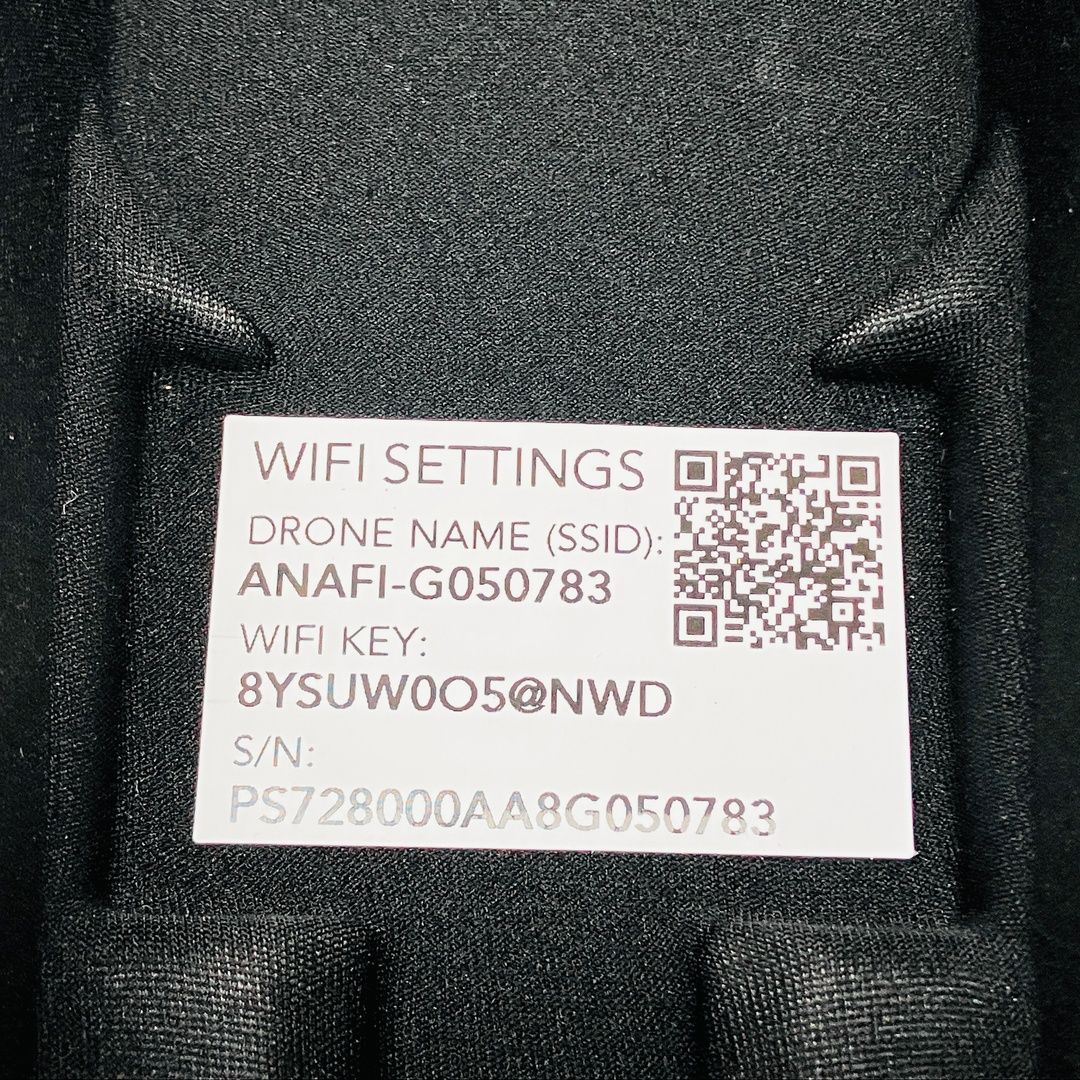 WIFI SETTINGS
DRONE NAME (SSID):
ANAFI-G050783
WIFI KEY:
8YSUW0O5@NWD
S/N:
PS728000AA8G050783